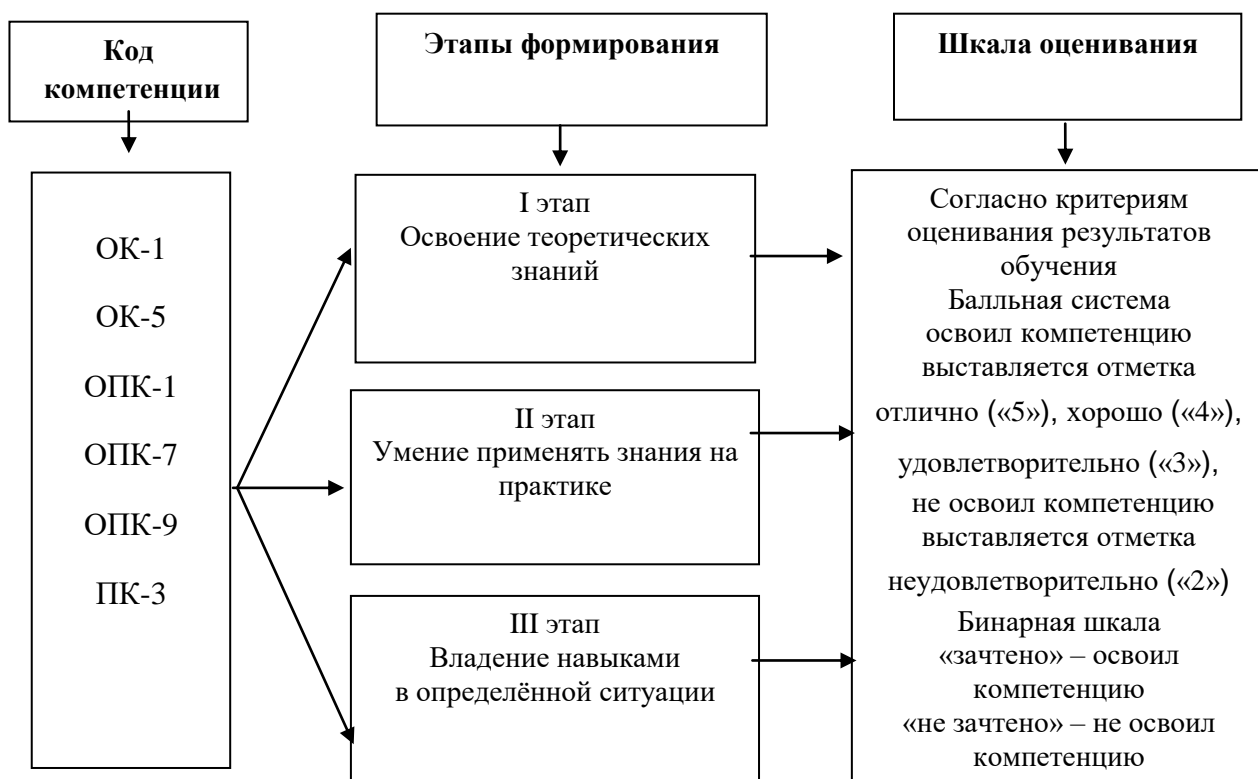 Код
компетенции
Этапы формирования
Шкала оценивания
ОК-1
ОК-5
ОПК-1
ОПК-7
ОПК-9
ПК-3
I этап
Освоение теоретических
знаний
II этап
Умение применять знания на
практике
III этап
Владение навыками
в определённой ситуации
Согласно критериям
оценивания результатов
обучения
Балльная система
освоил компетенцию
выставляется отметка
отлично («5»), хорошо («4»),
удовлетворительно («3»),
не освоил компетенцию
выставляется отметка
неудовлетворительно («2»)
Бинарная шкала
«зачтено» – освоил
компетенцию
«не зачтено» – не освоил
компетенцию